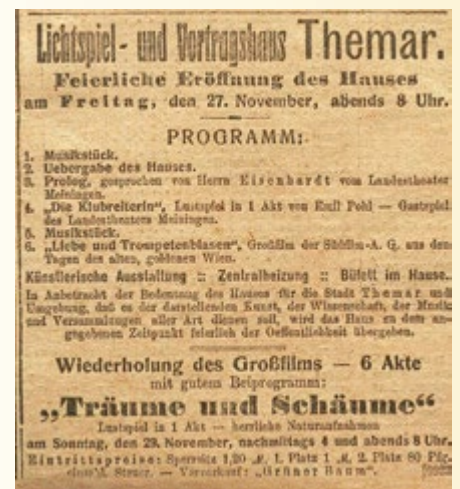 Lichtspiel- und Vortragshaus Themar.
Feierliche Eröffnung des Hauses
am Freitag, den 27. November, abends 8 Uhr.
PROGRAMM:
1. Musikstück.
2. Uebergabe des Hauses.
3. Prolog, gesprochen von Herrn Eisenhardt vom Landestheater
Meiningen.
4. „Die Klubreiterin“, Lustspiel in 1 Akt von Emil Pohl — Gastspiel
des Landestheaters Meiningen.
5. Musikstück.
6. „Liebe und Trompetenblasen“, Großfilm der Südfilm-A. G. aus den
Tagen des alten, goldenen Wien.
Künstlerische Ausstallung :: Zentralheizung :: Büfett im Hause.
In Anbetracht der Bedeutung des Hauses für die Stadt Themar und
Umgebung, daß es der darstellenden Kunst, der Wissenschaft, der Musik
und Versammlungen aller Art dienen soll, wird das Haus zu dem an-
gegebenen Zeitpunkt feierlich der Oeffentlichkeit übergeben.
Wiederholung des Großfilms — 6 Akte
mit gutem Beiprogramm:
„Träume und Schäume“
Lustspiel in 1 Akt — herrliche Naturaufnahmen
am Sonntag, den 29. November, nachmittags 4 und abends 8 Uhr.
Eintrittspreise: Sperrsitz 1,20 ℳ, 1. Platz 1 ℳ, 2. Platz 80 Pfg.
Steuer. — Vorverkauf: „Grüner Baum“.